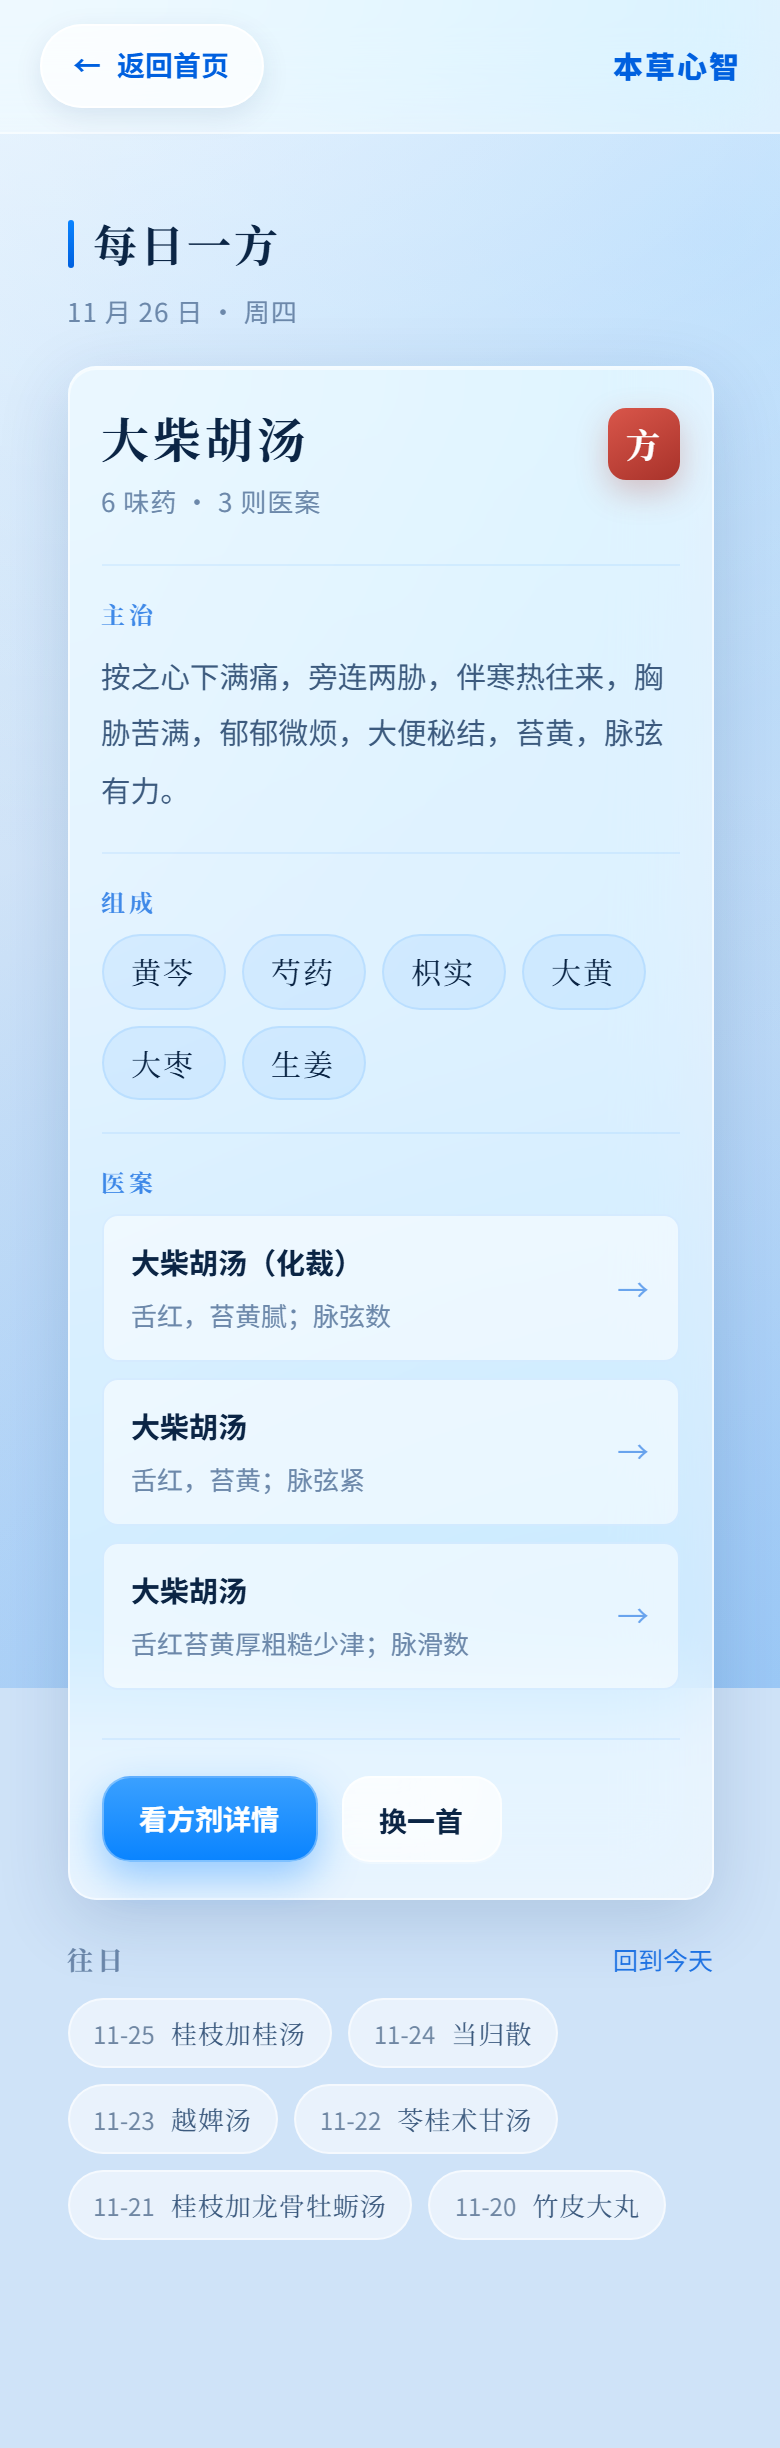 ← 返回首页
本草心智
每日一方
11 月 26 日 · 周四
大柴胡汤
方
6 味药 · 3 则医案
主治
按之心下满痛，旁连两胁，伴寒热往来，胸
胁苦满，郁郁微烦，大便秘结，苔黄，脉弦
有力。
组成
黄芩 芍药 枳实 大黄
大枣 生姜
医案
大柴胡汤（化裁）
舌红，苔黄腻；脉弦数
→
大柴胡汤
舌红，苔黄；脉弦紧
→
大柴胡汤
舌红苔黄厚粗糙少津；脉滑数
→
看方剂详情 换一首
往日 回到今天
11-25 桂枝加桂汤 11-24 当归散
11-23 越婢汤 11-22 苓桂术甘汤
11-21 桂枝加龙骨牡蛎汤 11-20 竹皮大丸